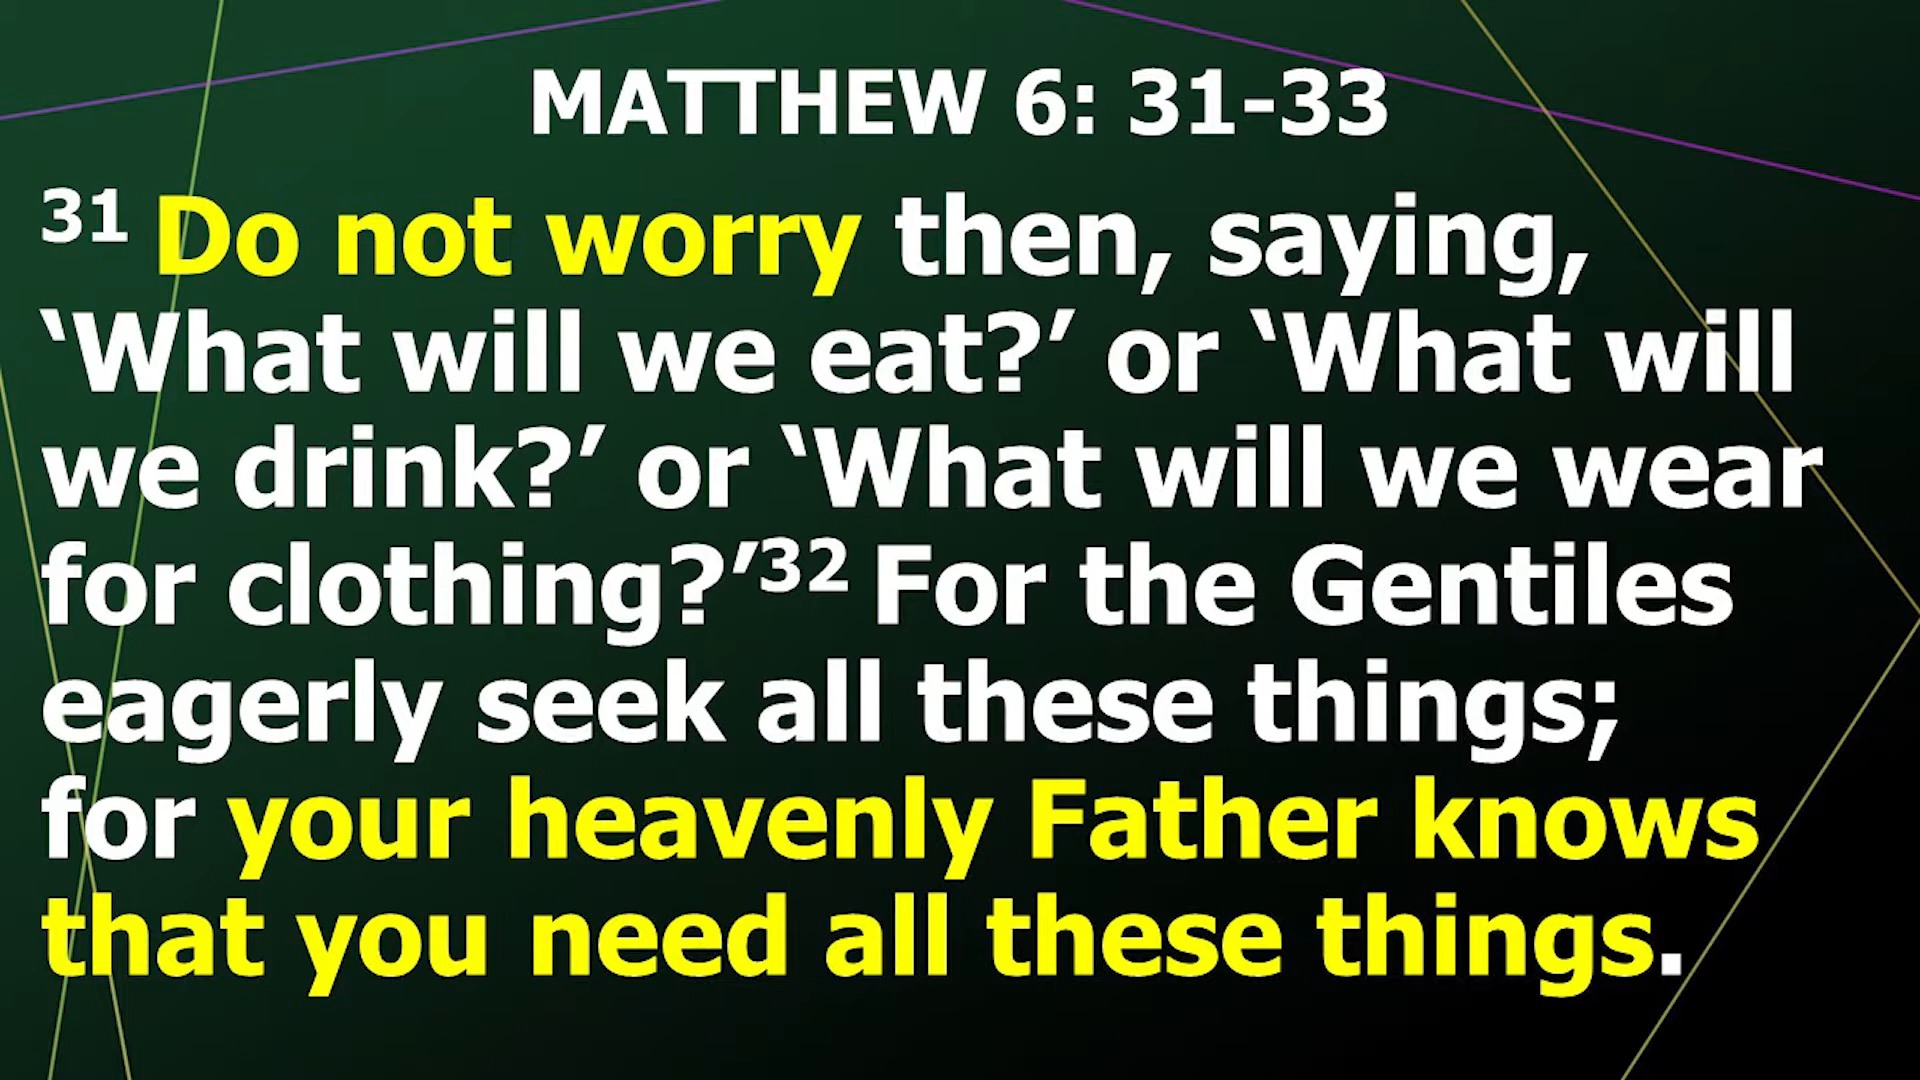 MATTHEW 6: 31-33
31 Do not worry then, saying,
‘What will we eat?’ or ‘What will
we drink?’ or ‘What will we wear
for clothing?’32 For the Gentiles
eagerly seek all these things;
for your heavenly Father knows
that you need all these things.